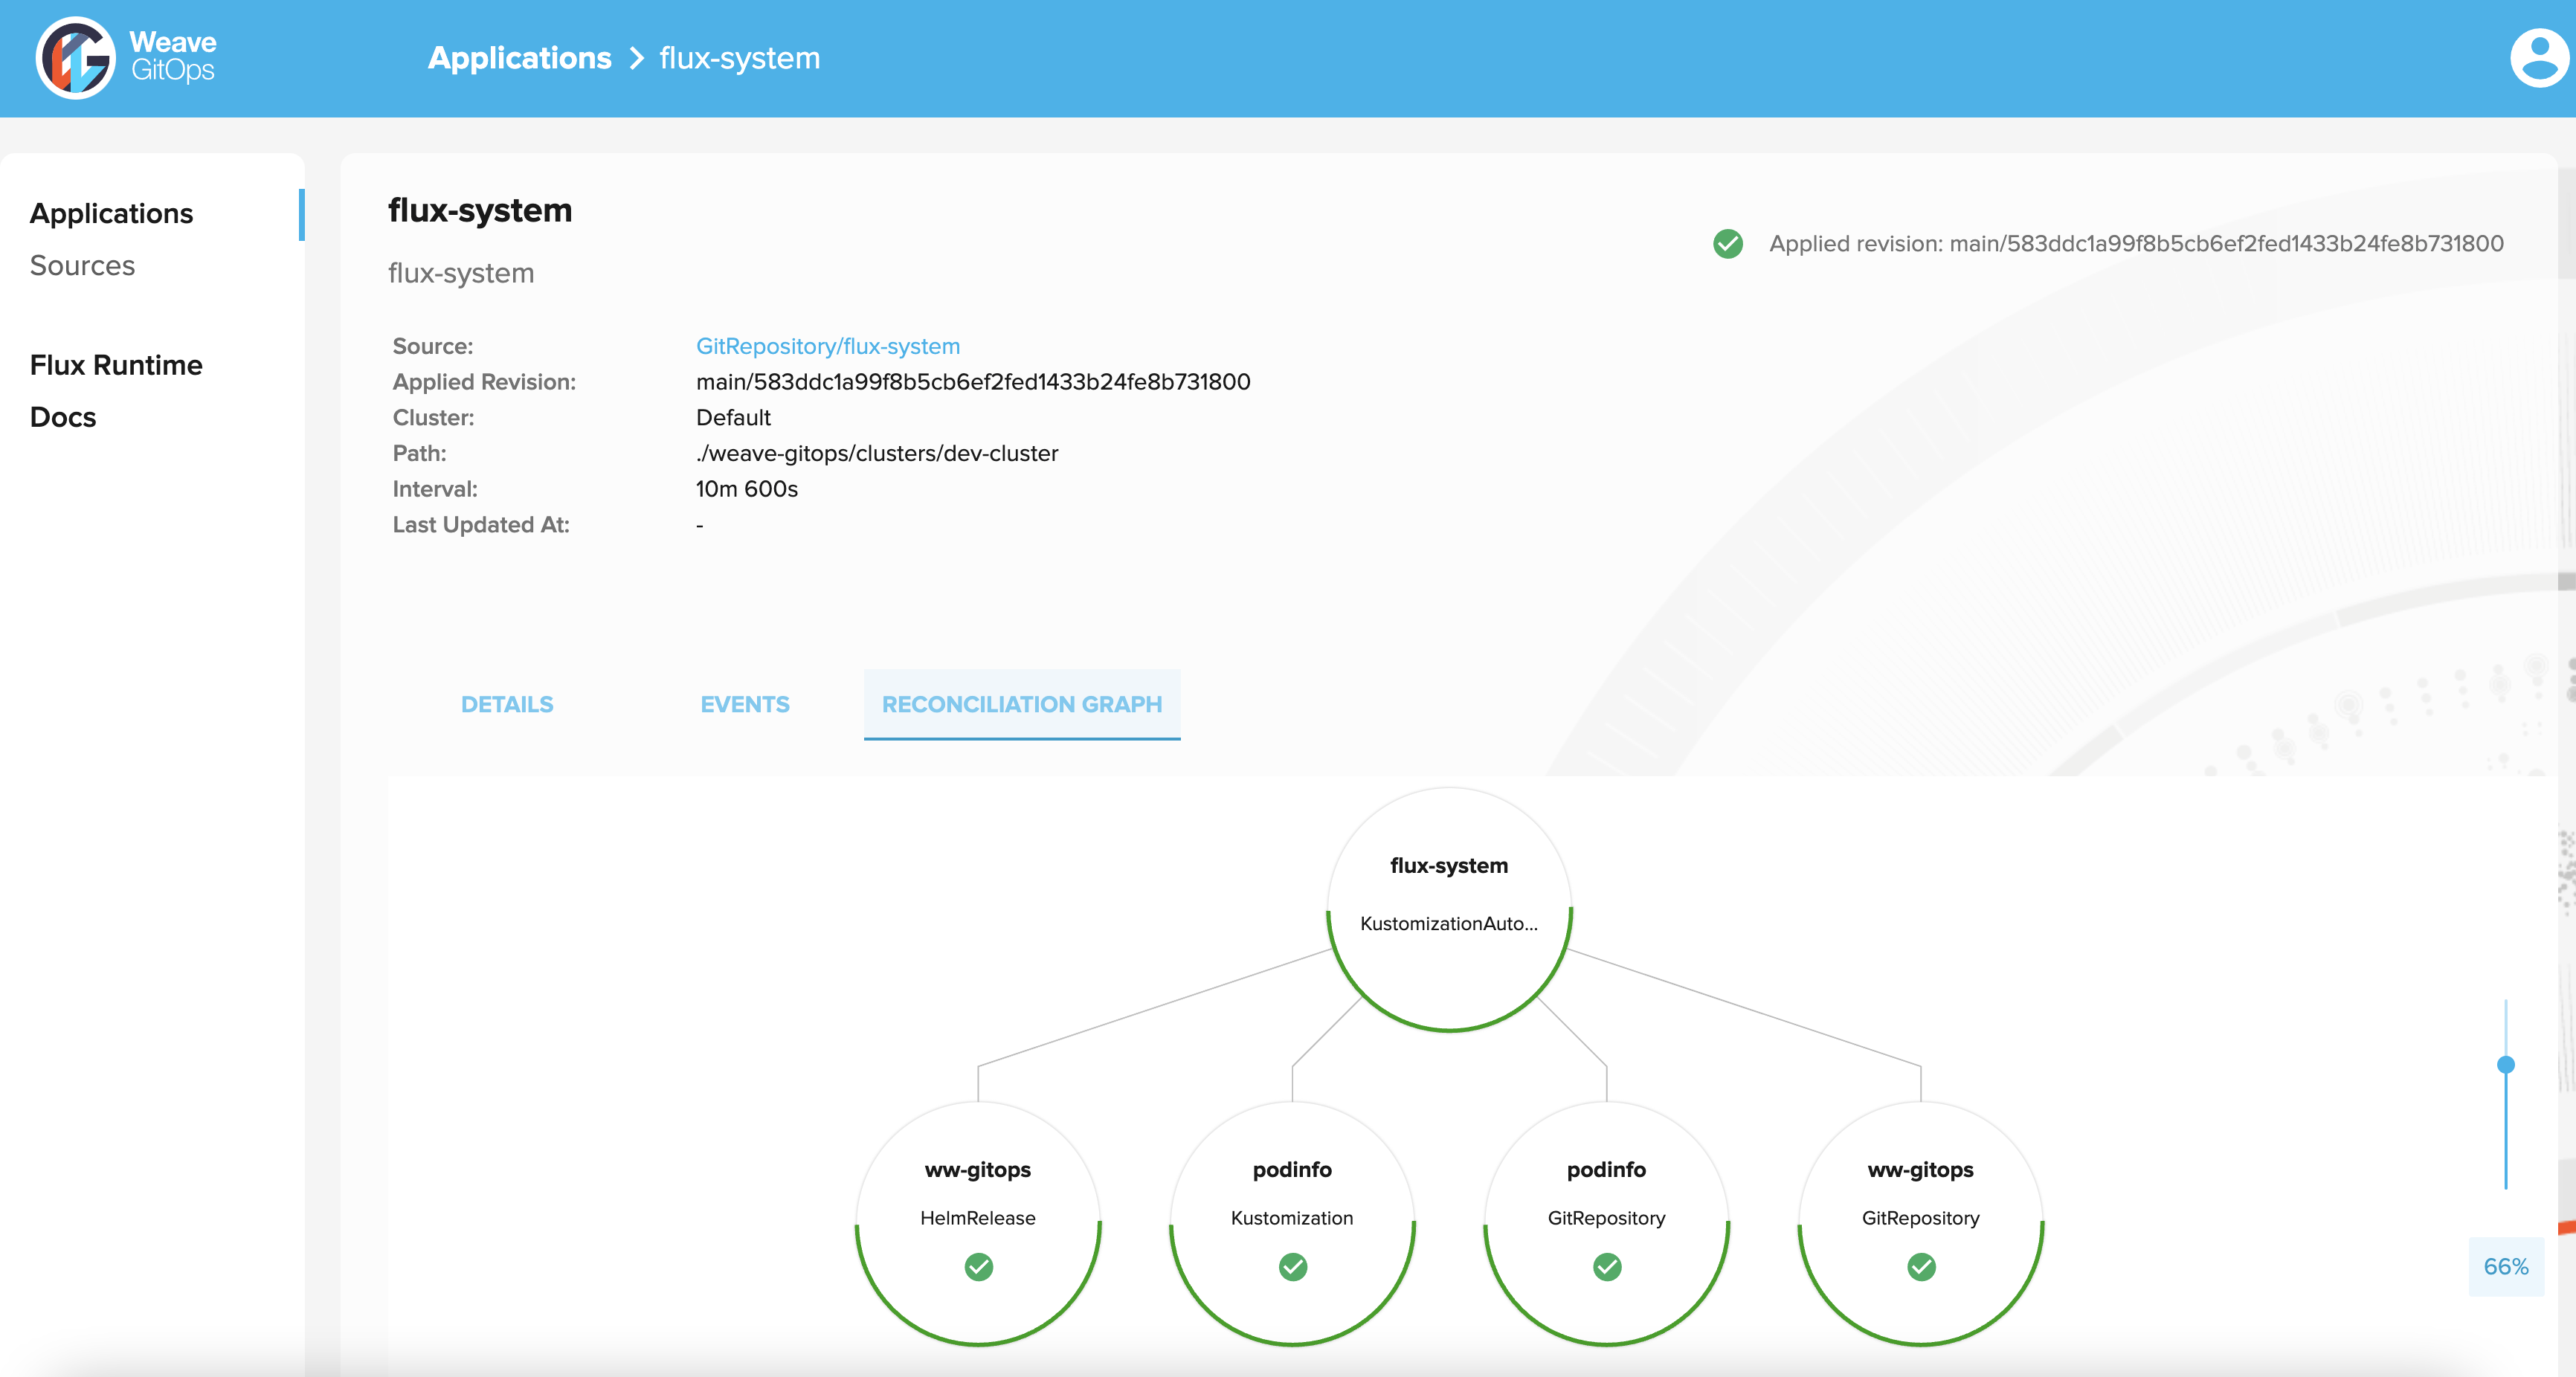 Weave
GitOps
Applications > flux-system
Applications
Sources
Flux Runtime
Docs
flux-system
flux-system
Applied revision: main/583ddc1a99f8b5cb6ef2fed1433b24fe8b731800
Source: GitRepository/flux-system
Applied Revision: main/583ddc1a99f8b5cb6ef2fed1433b24fe8b731800
Cluster: Default
Path: ./weave-gitops/clusters/dev-cluster
Interval: 10m 600s
Last Updated At: -
DETAILS EVENTS RECONCILIATION GRAPH
flux-system
KustomizationAuto...
ww-gitops podinfo podinfo ww-gitops
HelmRelease Kustomization GitRepository GitRepository
66%